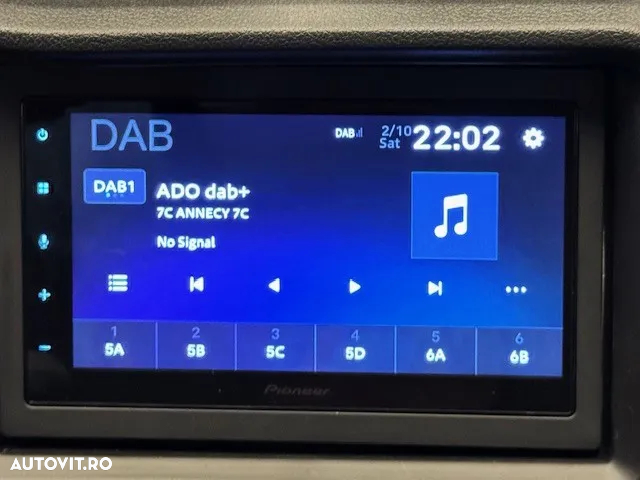 DAB
DAB
2/10
Sat
22:02
DAB1
ADO dab+
7C ANNECY 7C
No Signal
1 2 3 4 5 6
5A 5B 5C 5D 6A 6B
Pioneer
AUTOVIT.RO